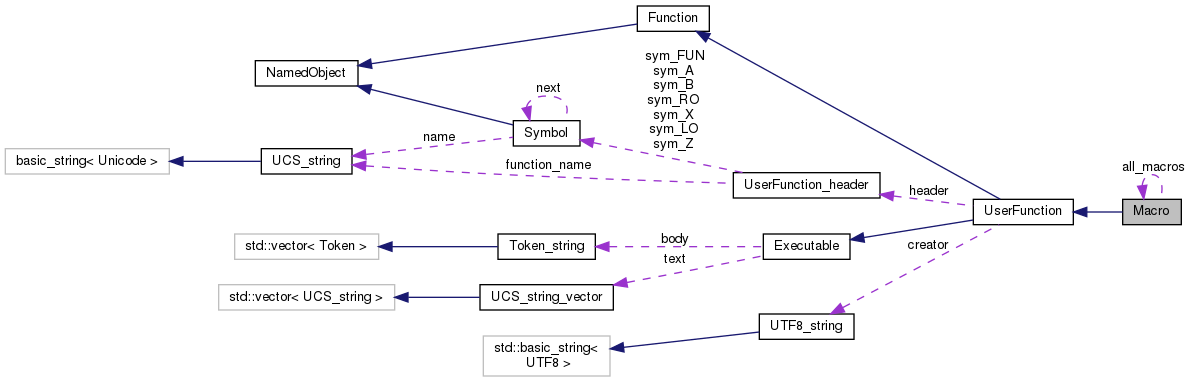 Function
sym_FUN
sym_A
sym_B
sym_RO
sym_X
sym_LO
sym_Z
NamedObject
next
Symbol
name
all_macros
basic_string< Unicode >
UCS_string
function_name
UserFunction_header
header
UserFunction
Macro
std::vector< Token >
Token_string
body
Executable
creator
text
std::vector< UCS_string >
UCS_string_vector
UTF8_string
std::basic_string<
UTF8 >